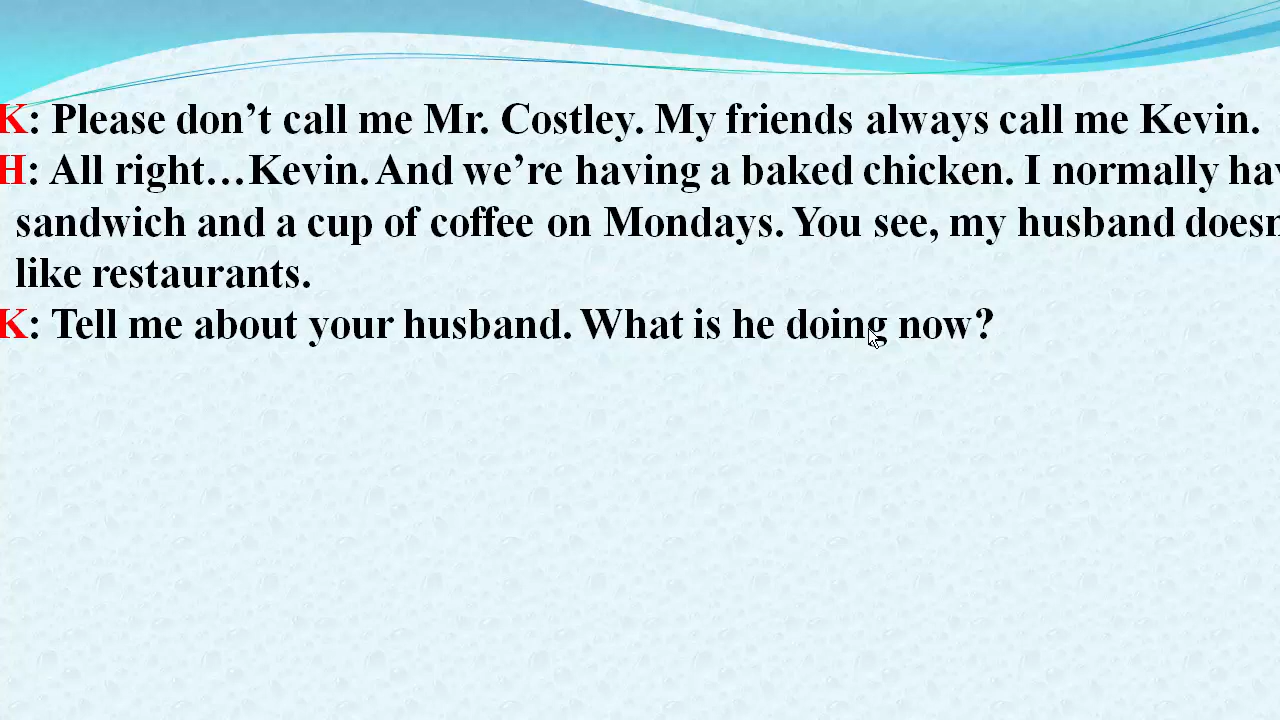 K: Please don’t call me Mr. Costley. My friends always call me Kevin.
H: All right…Kevin. And we’re having a baked chicken. I normally
sandwich and a cup of coffee on Mondays. You see, my husband
like restaurants.
K: Tell me about your husband. What is he doing now?